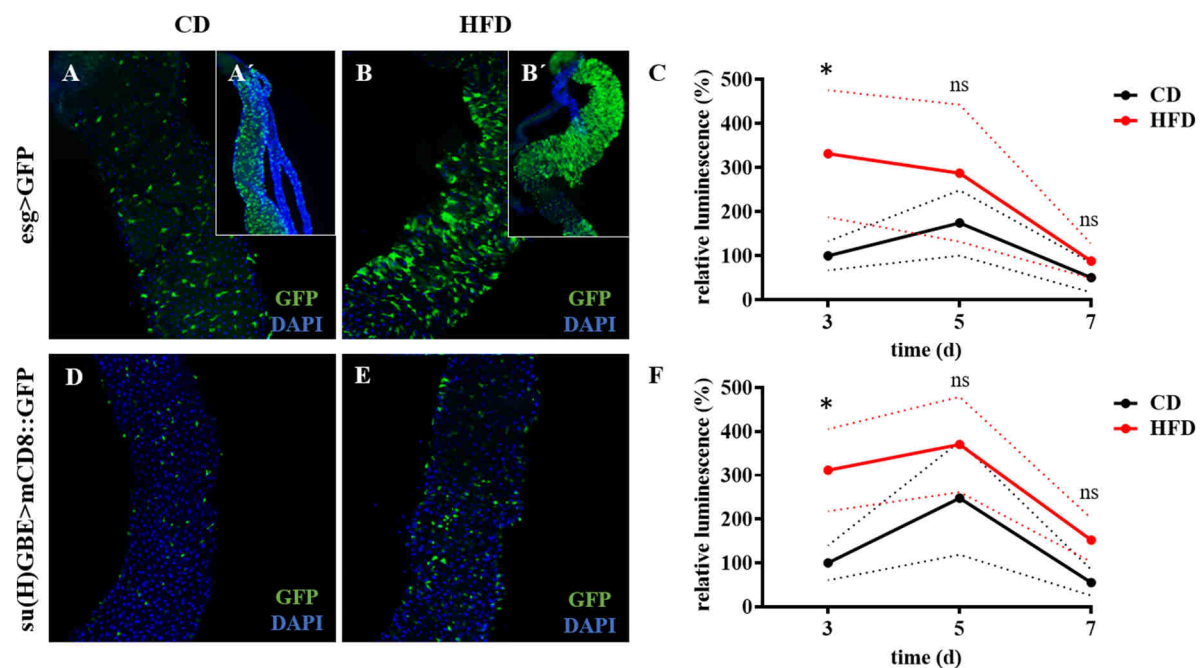 CD
HFD
esg>GFP
A
A´
GFP
DAPI
B
B´
GFP
DAPI
C
relative luminescence (%)
500
400
300
200
100
0
*
ns
ns
3
5
7
time (d)
CD
HFD
su(H)GBE>mCD8::GFP
D
GFP
DAPI
E
GFP
DAPI
F
relative luminescence (%)
500
400
300
200
100
0
*
ns
ns
3
5
7
time (d)
CD
HFD